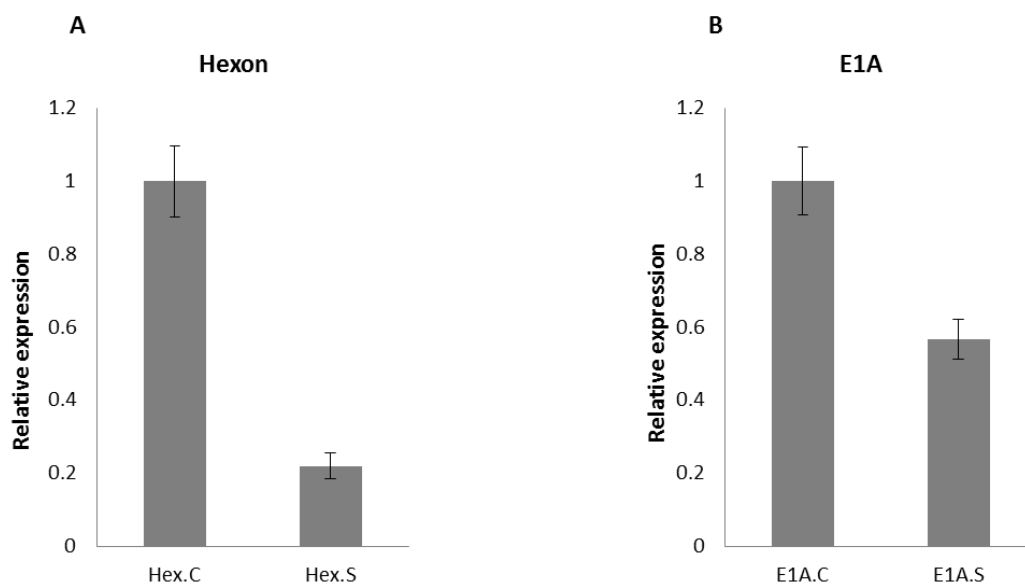 A
Hexon
Relative expression
1.2
1
0.8
0.6
0.4
0.2
0
Hex.C Hex.S
B
E1A
Relative expression
1.2
1
0.8
0.6
0.4
0.2
0
E1A.C E1A.S